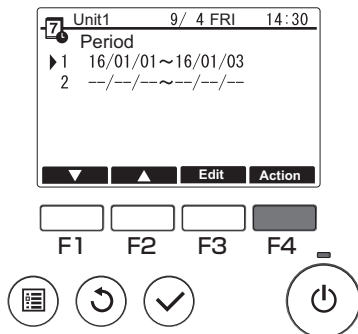 7 Unit1 9/ 4 FRI 14:30
Period
1 16/01/01~16/01/03
2 --/--/--~--/--/--
Edit Action
F1 F2 F3 F4